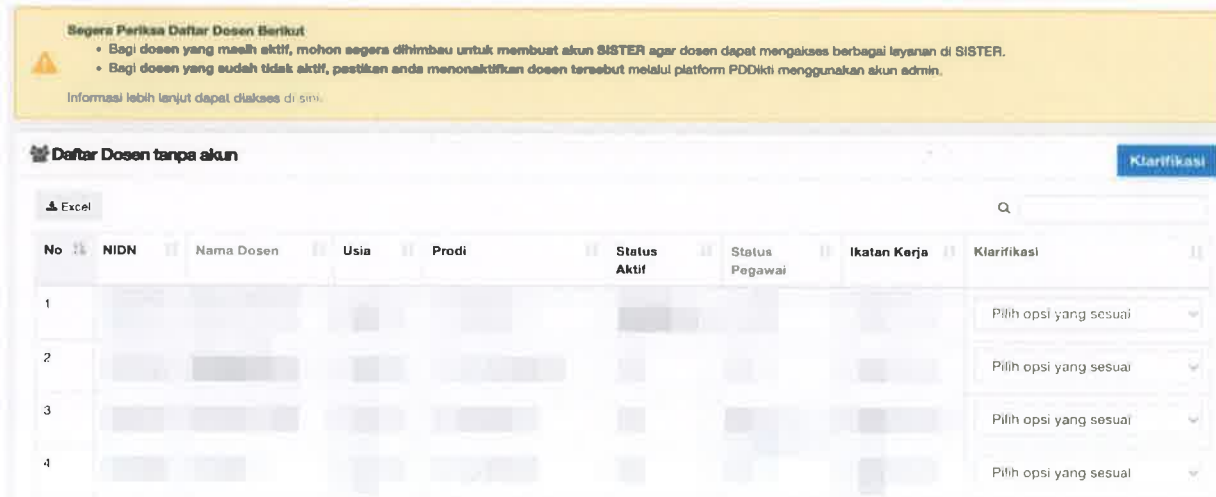 Segera Periksa Daftar Dosen Berikut
• Bagi dosen yang masih aktif, mohon segera dihimbau untuk membuat akun SISTER agar dosen dapat mengakses berbagai layanan di SISTER.
• Bagi dosen yang sudah tidak aktif, pastikan anda menonaktifkan dosen tersebut melalui platform PDDikti menggunakan akun admin.
Informasi lebih lanjut dapat diakses di sini.
Daftar Dosen tanpa akun
Klarifikasi
Excel
No NIDN Nama Dosen Usia Prodi Status Aktif Status Pegawai Ikatan Kerja Klarifikasi
1 Pilih opsi yang sesuai
2 Pilih opsi yang sesuai
3 Pilih opsi yang sesuai
4 Pilih opsi yang sesuai